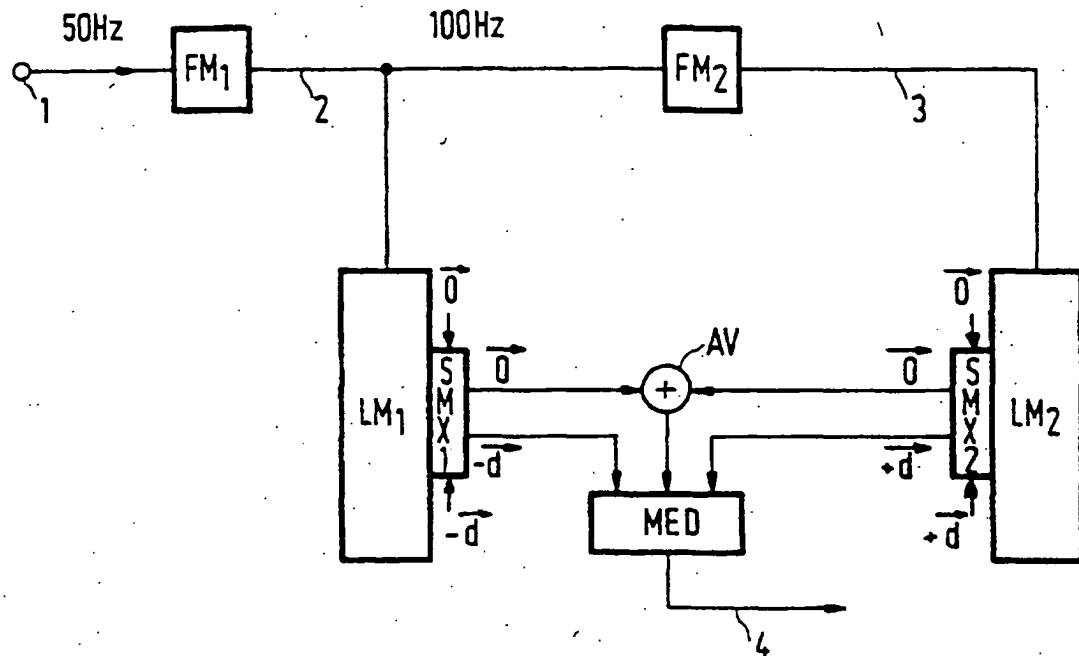 50Hz
100Hz
FM1
FM2
1
2
3
0
0
AV
0
0
LM1
SMX1
+
SMX2
LM2
-d
+d
-d
MED
+d
4